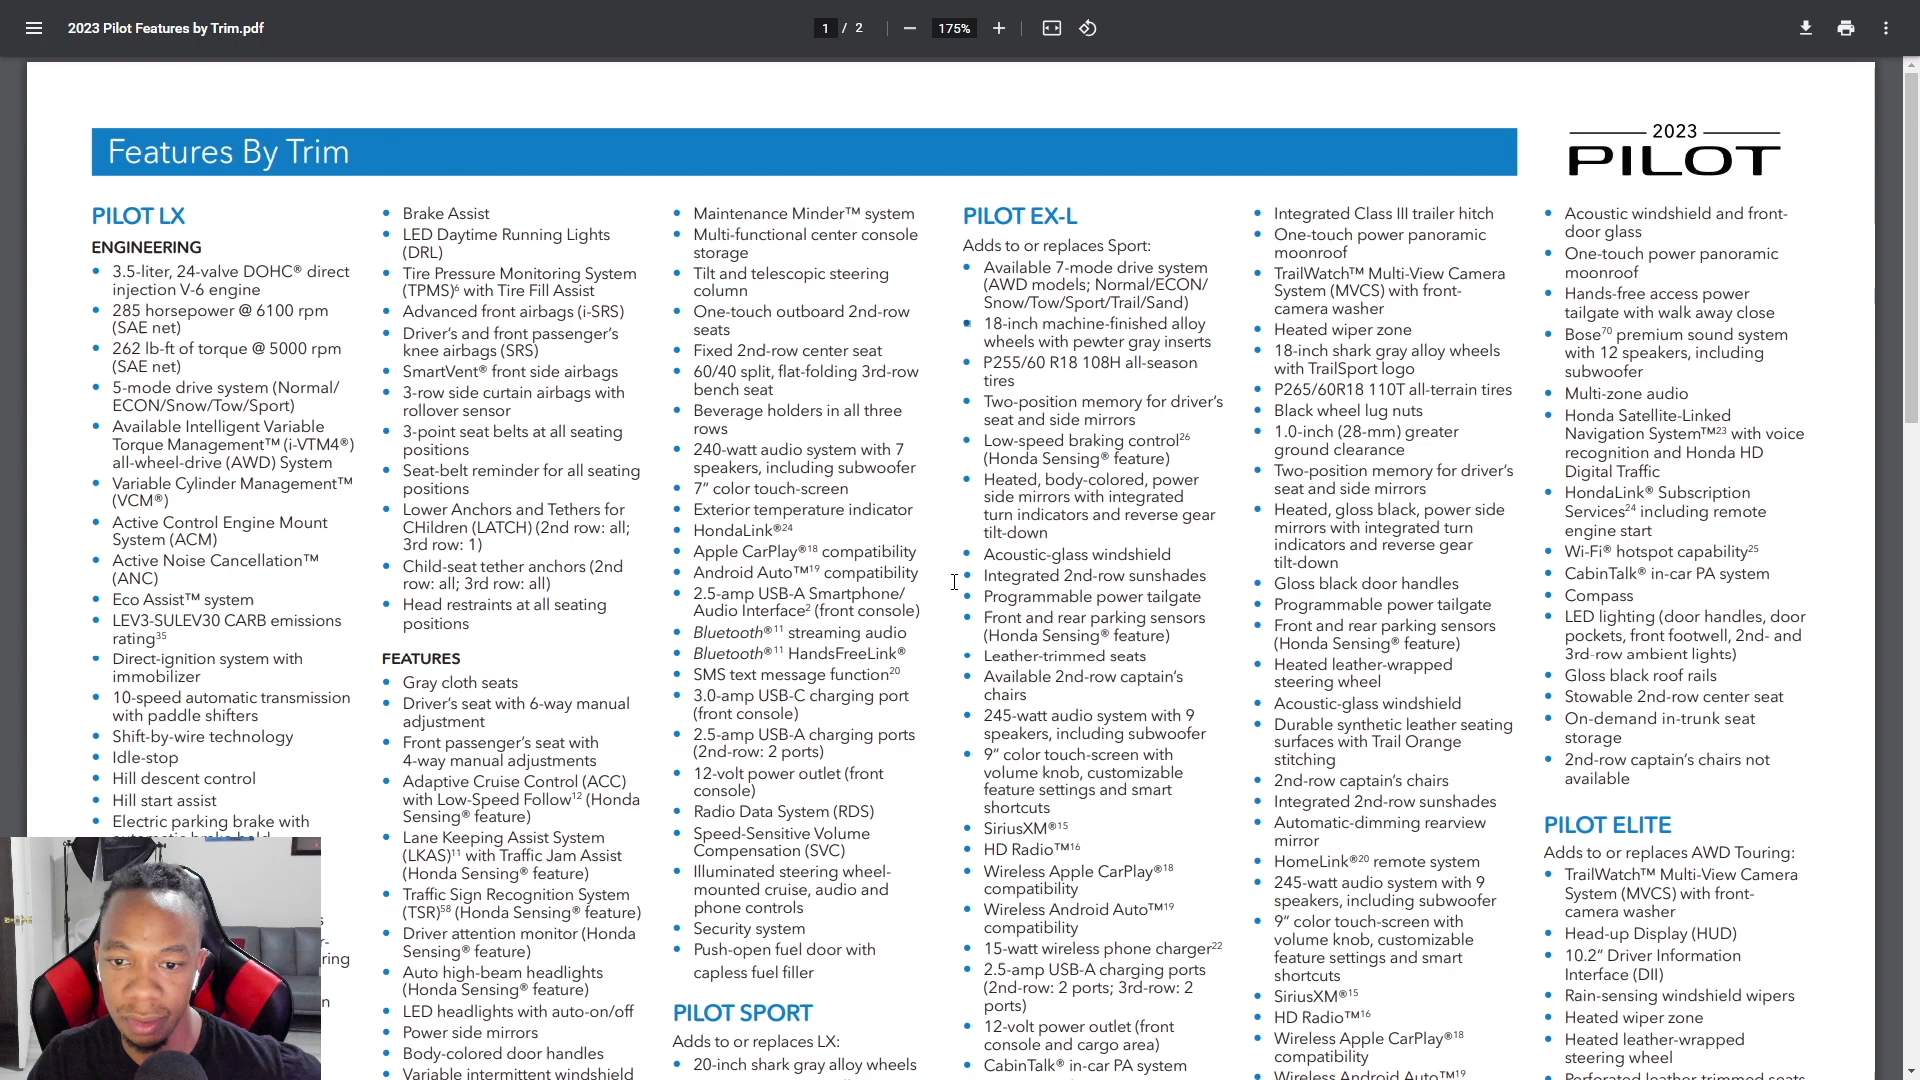 2023 Pilot Features by Trim.pdf
1 / 2
175%
Features By Trim
2023
PILOT
PILOT LX
ENGINEERING
3.5-liter, 24-valve DOHC® direct
injection V-6 engine
285 horsepower @ 6100 rpm
(SAE net)
262 lb-ft of torque @ 5000 rpm
(SAE net)
5-mode drive system (Normal/
ECON/Snow/Tow/Sport)
Available Intelligent Variable
Torque Management™ (i-VTM4®)
all-wheel-drive (AWD) System
Variable Cylinder Management™
(VCM®)
Active Control Engine Mount
System (ACM)
Active Noise Cancellation™
(ANC)
Eco Assist™ system
LEV3-SULEV30 CARB emissions
rating35
Direct-ignition system with
immobilizer
10-speed automatic transmission
with paddle shifters
Shift-by-wire technology
Idle-stop
Hill descent control
Hill start assist
Electric parking brake with
Brake Assist
LED Daytime Running Lights
(DRL)
Tire Pressure Monitoring System
(TPMS)6 with Tire Fill Assist
Advanced front airbags (i-SRS)
Driver's and front passenger's
knee airbags (SRS)
SmartVent® front side airbags
3-row side curtain airbags with
rollover sensor
3-point seat belts at all seating
positions
Seat-belt reminder for all seating
positions
Lower Anchors and Tethers for
CHildren (LATCH) (2nd row: all;
3rd row: 1)
Child-seat tether anchors (2nd
row: all; 3rd row: all)
Head restraints at all seating
positions
FEATURES
Gray cloth seats
Driver's seat with 6-way manual
adjustment
Front passenger's seat with
4-way manual adjustments
Adaptive Cruise Control (ACC)
with Low-Speed Follow12 (Honda
Sensing® feature)
Lane Keeping Assist System
(LKAS)11 with Traffic Jam Assist
(Honda Sensing® feature)
Traffic Sign Recognition System
(TSR)58 (Honda Sensing® feature)
Driver attention monitor (Honda
Sensing® feature)
Auto high-beam headlights
(Honda Sensing® feature)
LED headlights with auto-on/off
Power side mirrors
Body-colored door handles
Variable intermittent windshield
Maintenance Minder™ system
Multi-functional center console
storage
Tilt and telescopic steering
column
One-touch outboard 2nd-row
seats
Fixed 2nd-row center seat
60/40 split, flat-folding 3rd-row
bench seat
Beverage holders in all three
rows
240-watt audio system with 7
speakers, including subwoofer
7" color touch-screen
Exterior temperature indicator
HondaLink®24
Apple CarPlay®18 compatibility
Android Auto™19 compatibility
2.5-amp USB-A Smartphone/
Audio Interface2 (front console)
Bluetooth®11 streaming audio
Bluetooth®11 HandsFreeLink®
SMS text message function20
3.0-amp USB-C charging port
(front console)
2.5-amp USB-A charging ports
(2nd-row: 2 ports)
12-volt power outlet (front
console)
Radio Data System (RDS)
Speed-Sensitive Volume
Compensation (SVC)
Illuminated steering wheel-
mounted cruise, audio and
phone controls
Security system
Push-open fuel door with
capless fuel filler
PILOT SPORT
Adds to or replaces LX:
20-inch shark gray alloy wheels
PILOT EX-L
Adds to or replaces Sport:
Available 7-mode drive system
(AWD models; Normal/ECON/
Snow/Tow/Sport/Trail/Sand)
18-inch machine-finished alloy
wheels with pewter gray inserts
P255/60 R18 108H all-season
tires
Two-position memory for driver's
seat and side mirrors
Low-speed braking control26
(Honda Sensing® feature)
Heated, body-colored, power
side mirrors with integrated
turn indicators and reverse gear
tilt-down
Acoustic-glass windshield
Integrated 2nd-row sunshades
Programmable power tailgate
Front and rear parking sensors
(Honda Sensing® feature)
Leather-trimmed seats
Available 2nd-row captain's
chairs
245-watt audio system with 9
speakers, including subwoofer
9" color touch-screen with
volume knob, customizable
feature settings and smart
shortcuts
SiriusXM®15
HD Radio™16
Wireless Apple CarPlay®18
compatibility
Wireless Android Auto™19
compatibility
15-watt wireless phone charger22
2.5-amp USB-A charging ports
(2nd-row: 2 ports; 3rd-row: 2
ports)
12-volt power outlet (front
console and cargo area)
CabinTalk® in-car PA system
Integrated Class III trailer hitch
One-touch power panoramic
moonroof
TrailWatch™ Multi-View Camera
System (MVCS) with front-
camera washer
Heated wiper zone
18-inch shark gray alloy wheels
with TrailSport logo
P265/60R18 110T all-terrain tires
Black wheel lug nuts
1.0-inch (28-mm) greater
ground clearance
Two-position memory for driver's
seat and side mirrors
Heated, gloss black, power side
mirrors with integrated turn
indicators and reverse gear
tilt-down
Gloss black door handles
Programmable power tailgate
Front and rear parking sensors
(Honda Sensing® feature)
Heated leather-wrapped
steering wheel
Acoustic-glass windshield
Durable synthetic leather seating
surfaces with Trail Orange
stitching
2nd-row captain's chairs
Integrated 2nd-row sunshades
Automatic-dimming rearview
mirror
HomeLink®20 remote system
245-watt audio system with 9
speakers, including subwoofer
9" color touch-screen with
volume knob, customizable
feature settings and smart
shortcuts
SiriusXM®15
HD Radio™16
Wireless Apple CarPlay®18
compatibility
Wireless Android Auto™19
Acoustic windshield and front-
door glass
One-touch power panoramic
moonroof
Hands-free access power
tailgate with walk away close
Bose70 premium sound system
with 12 speakers, including
subwoofer
Multi-zone audio
Honda Satellite-Linked
Navigation System™23 with voice
recognition and Honda HD
Digital Traffic
HondaLink® Subscription
Services24 including remote
engine start
Wi-Fi® hotspot capability25
CabinTalk® in-car PA system
Compass
LED lighting (door handles, door
pockets, front footwell, 2nd- and
3rd-row ambient lights)
Gloss black roof rails
Stowable 2nd-row center seat
On-demand in-trunk seat
storage
2nd-row captain's chairs not
available
PILOT ELITE
Adds to or replaces AWD Touring:
TrailWatch™ Multi-View Camera
System (MVCS) with front-
camera washer
Head-up Display (HUD)
10.2" Driver Information
Interface (DII)
Rain-sensing windshield wipers
Heated wiper zone
Heated leather-wrapped
steering wheel